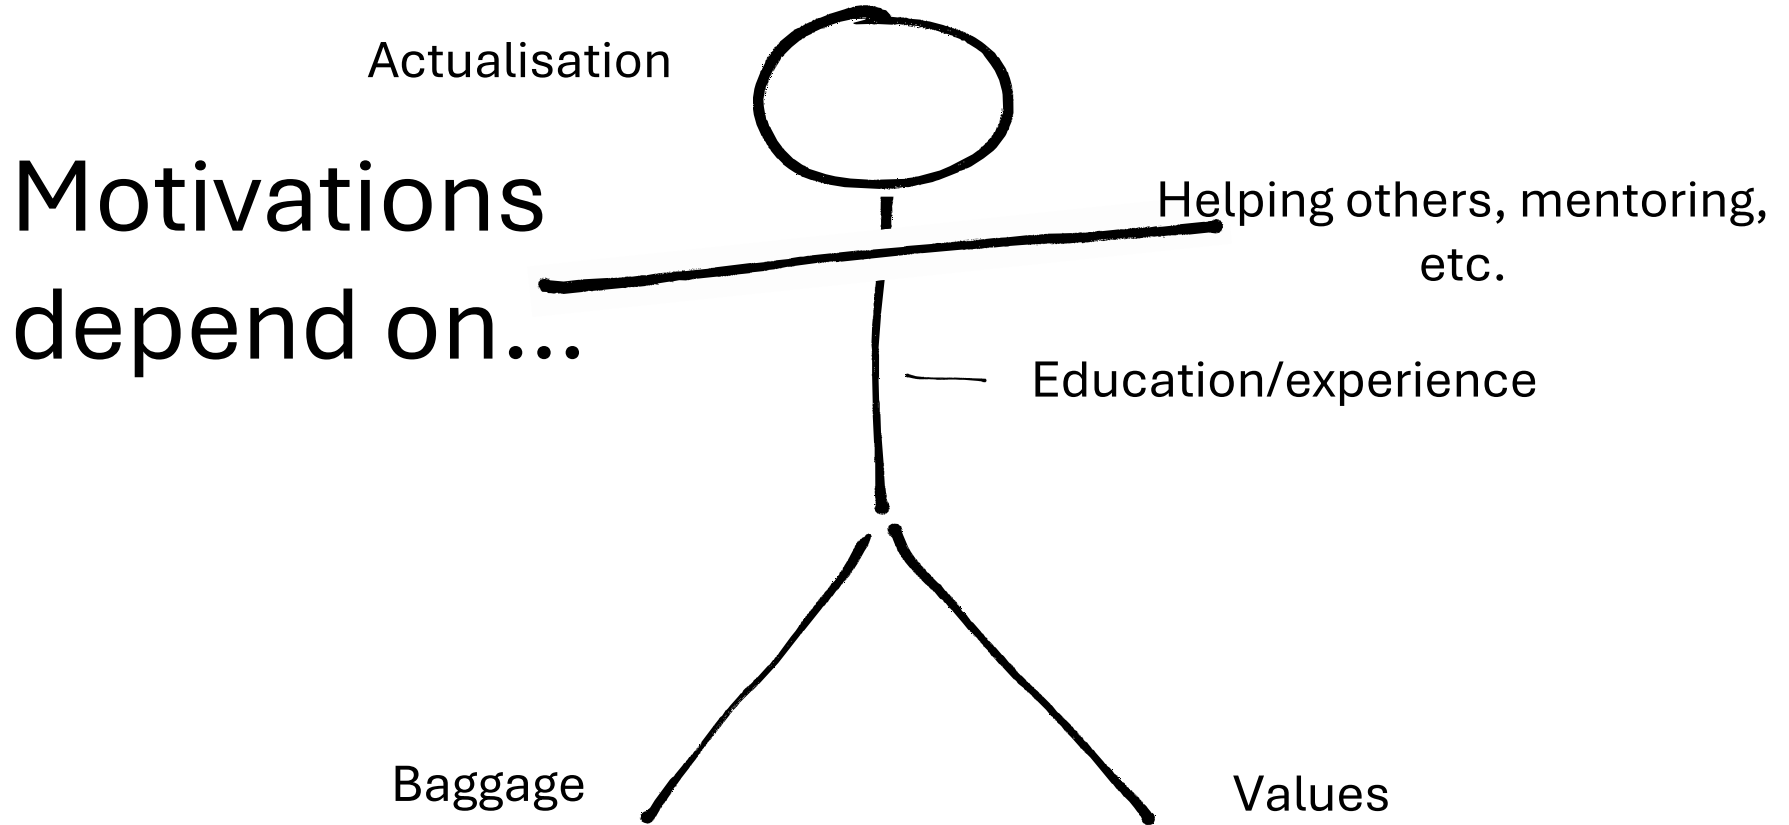 Actualisation
Motivations
depend on...
Helping others, mentoring,
etc.
Education/experience
Baggage
Values